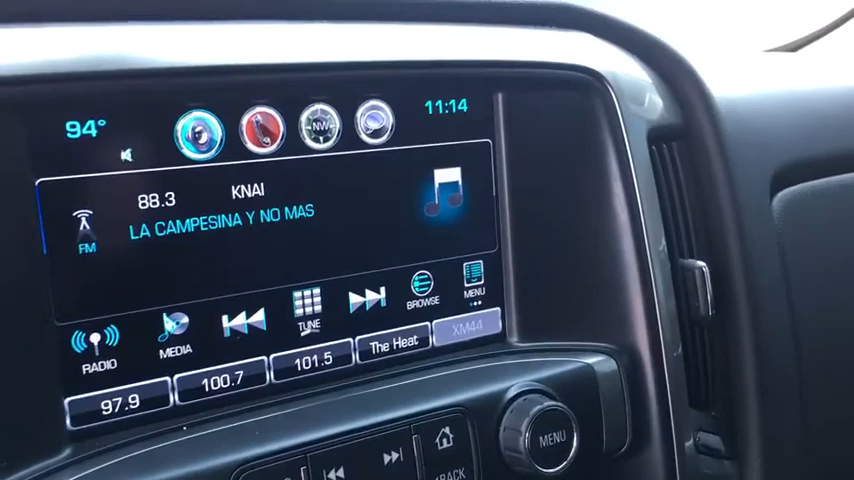 94°
NW
11:14
88.3 KNAI
LA CAMPESINA Y NO MAS
FM
RADIO
MEDIA
TUNE
BROWSE
MENU
97.9
100.7
101.5
The Heat
XM44
MENU
BACK